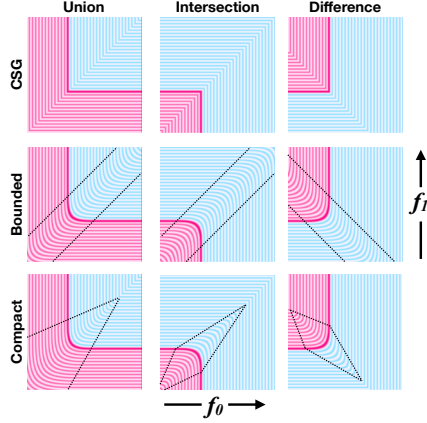 Union Intersection Difference
CSG
Bounded
Compact
f₁
f₀